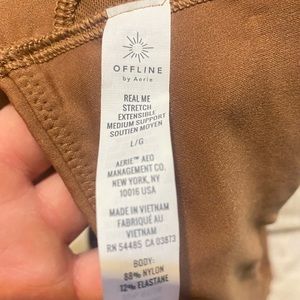 OFFLINE
by Aerie
REAL ME
STRETCH
EXTENSIBLE
MEDIUM SUPPORT
SOUTIEN MOYEN
L/G
AERIE™ AEO
MANAGEMENT CO.
NEW YORK, NY
10016 USA
MADE IN VIETNAM
FABRIQUÉ AU
VIETNAM
RN 54485 CA 03873
BODY:
88% NYLON
12% ELASTANE